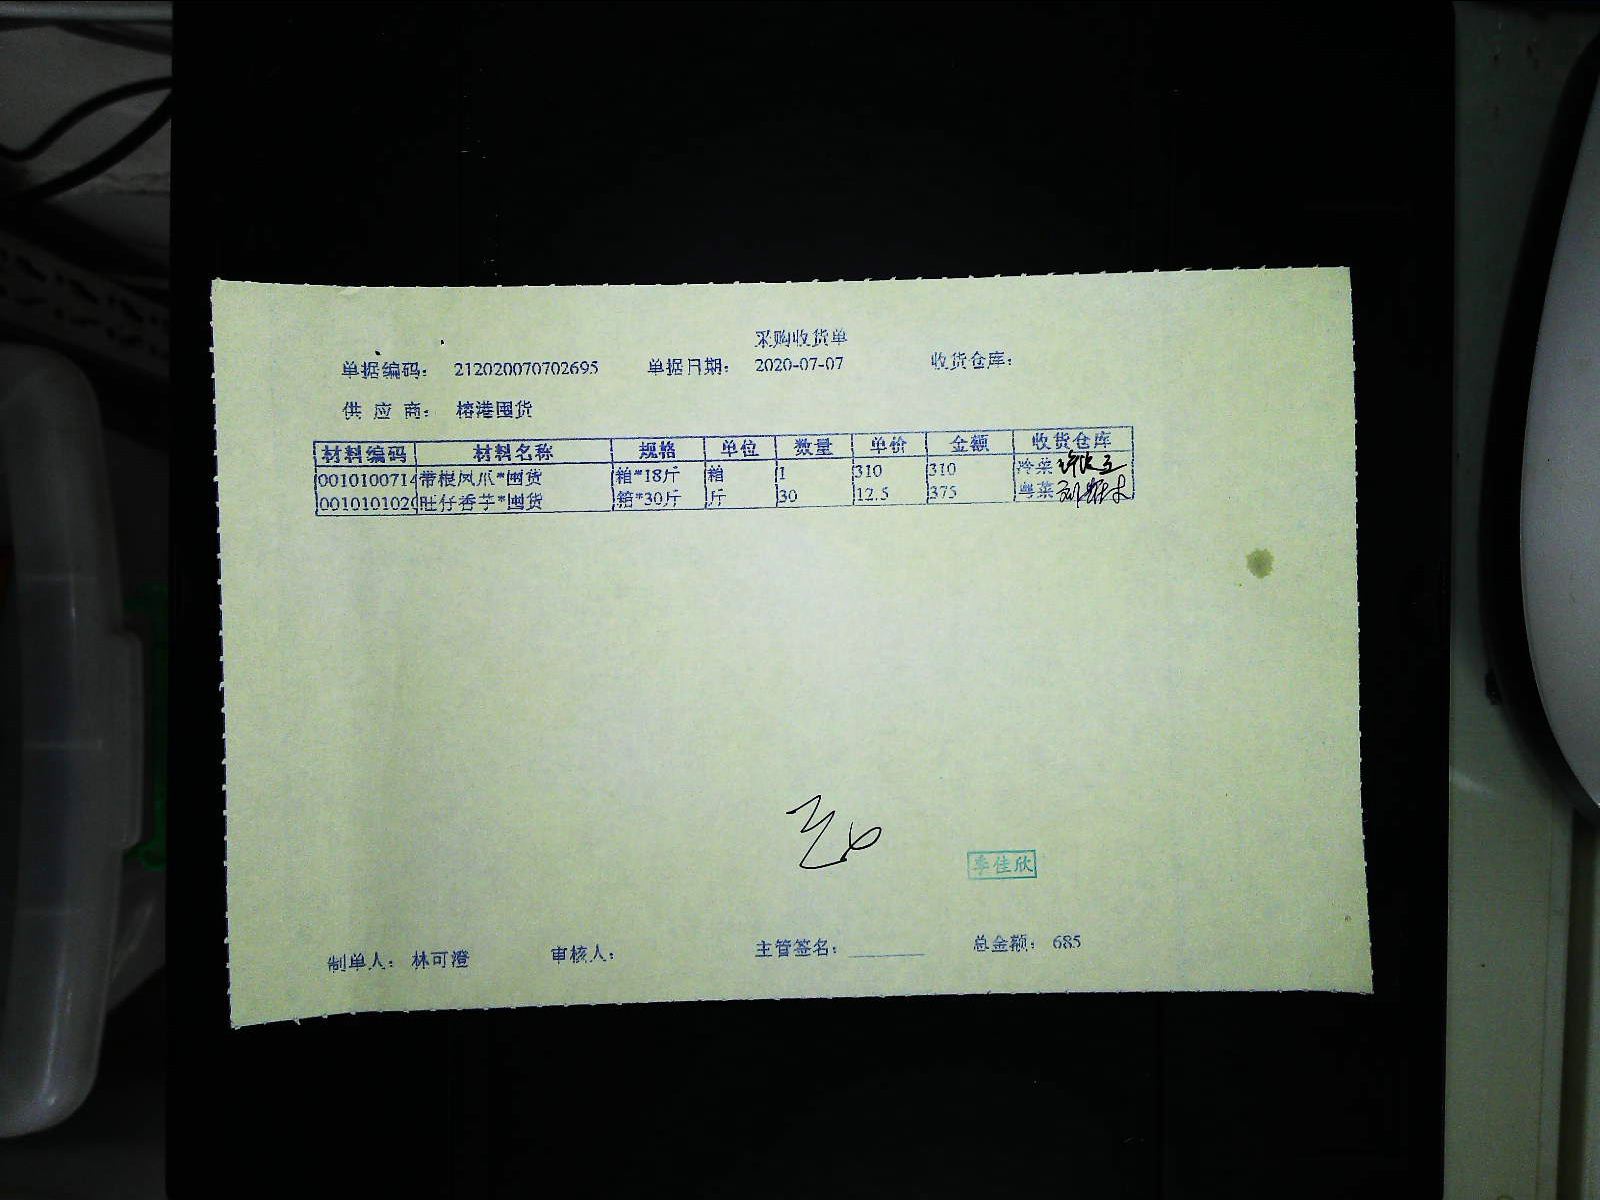 采购收货单
单据编码： 212020070702695 单据日期： 2020-07-07 收货仓库：
供 应 商： 榕港囤货
材料编码 材料名称 规格 单位 数量 单价 金额 收货仓库
0010100714 带根凤爪*囤货 箱*18斤 箱 1 310 310 冷菜
0010101020 旺仔香芋*囤货 箱*30斤 斤 30 12.5 375 粤菜
李佳欣
制单人： 林可澄 审核人： 主管签名： 总金额： 685